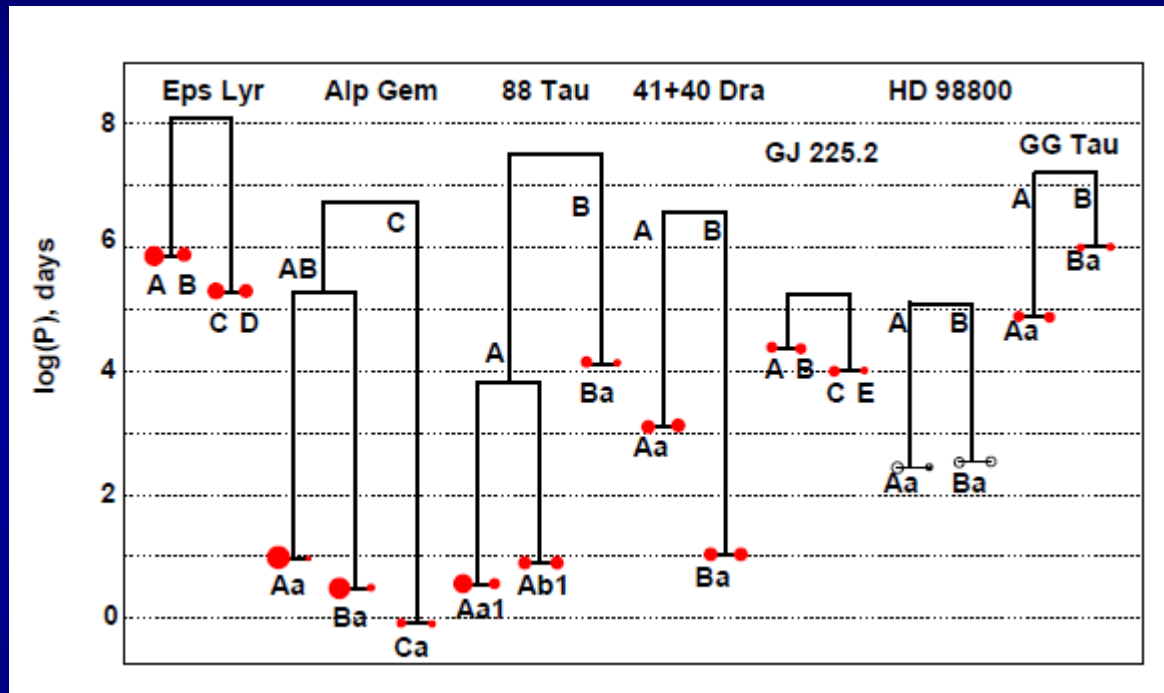 Eps Lyr Alp Gem 88 Tau 41+40 Dra HD 98800
GJ 225.2 GG Tau
8
6
4
2
0
log(P), days
A B
C D
AB
C
Aa
Ba
Ca
A
B
Aa1
Ab1
Ba
A
B
Aa
Ba
A B
C E
A
B
Aa
Ba
A
B
Aa
Ba